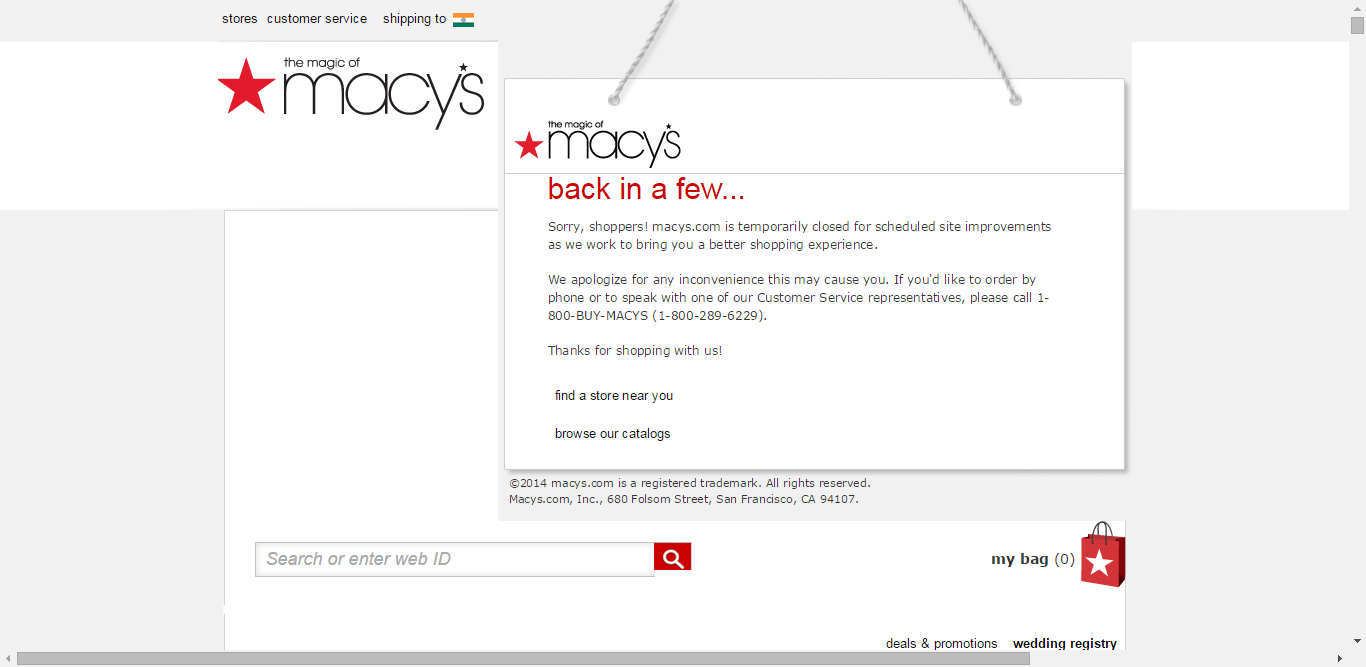 stores customer service shipping to
the magic of
macy's
the magic of
macy's
back in a few...
Sorry, shoppers! macys.com is temporarily closed for scheduled site improvements
as we work to bring you a better shopping experience.
We apologize for any inconvenience this may cause you. If you'd like to order by
phone or to speak with one of our Customer Service representatives, please call 1-
800-BUY-MACYS (1-800-289-6229).
Thanks for shopping with us!
find a store near you
browse our catalogs
©2014 macys.com is a registered trademark. All rights reserved.
Macys.com, Inc., 680 Folsom Street, San Francisco, CA 94107.
Search or enter web ID
my bag (0)
deals & promotions wedding registry